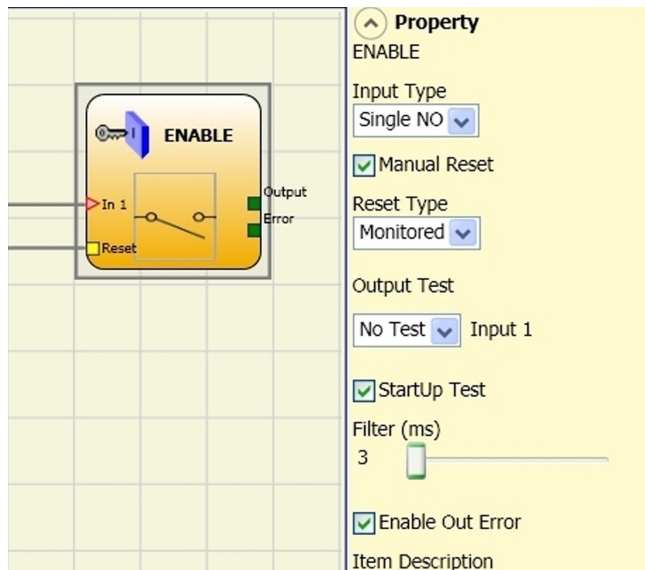 ENABLE
In 1
Reset
Output
Error
Property
ENABLE
Input Type
Single NO
Manual Reset
Reset Type
Monitored
Output Test
No Test Input 1
StartUp Test
Filter (ms)
3
Enable Out Error
Item Description